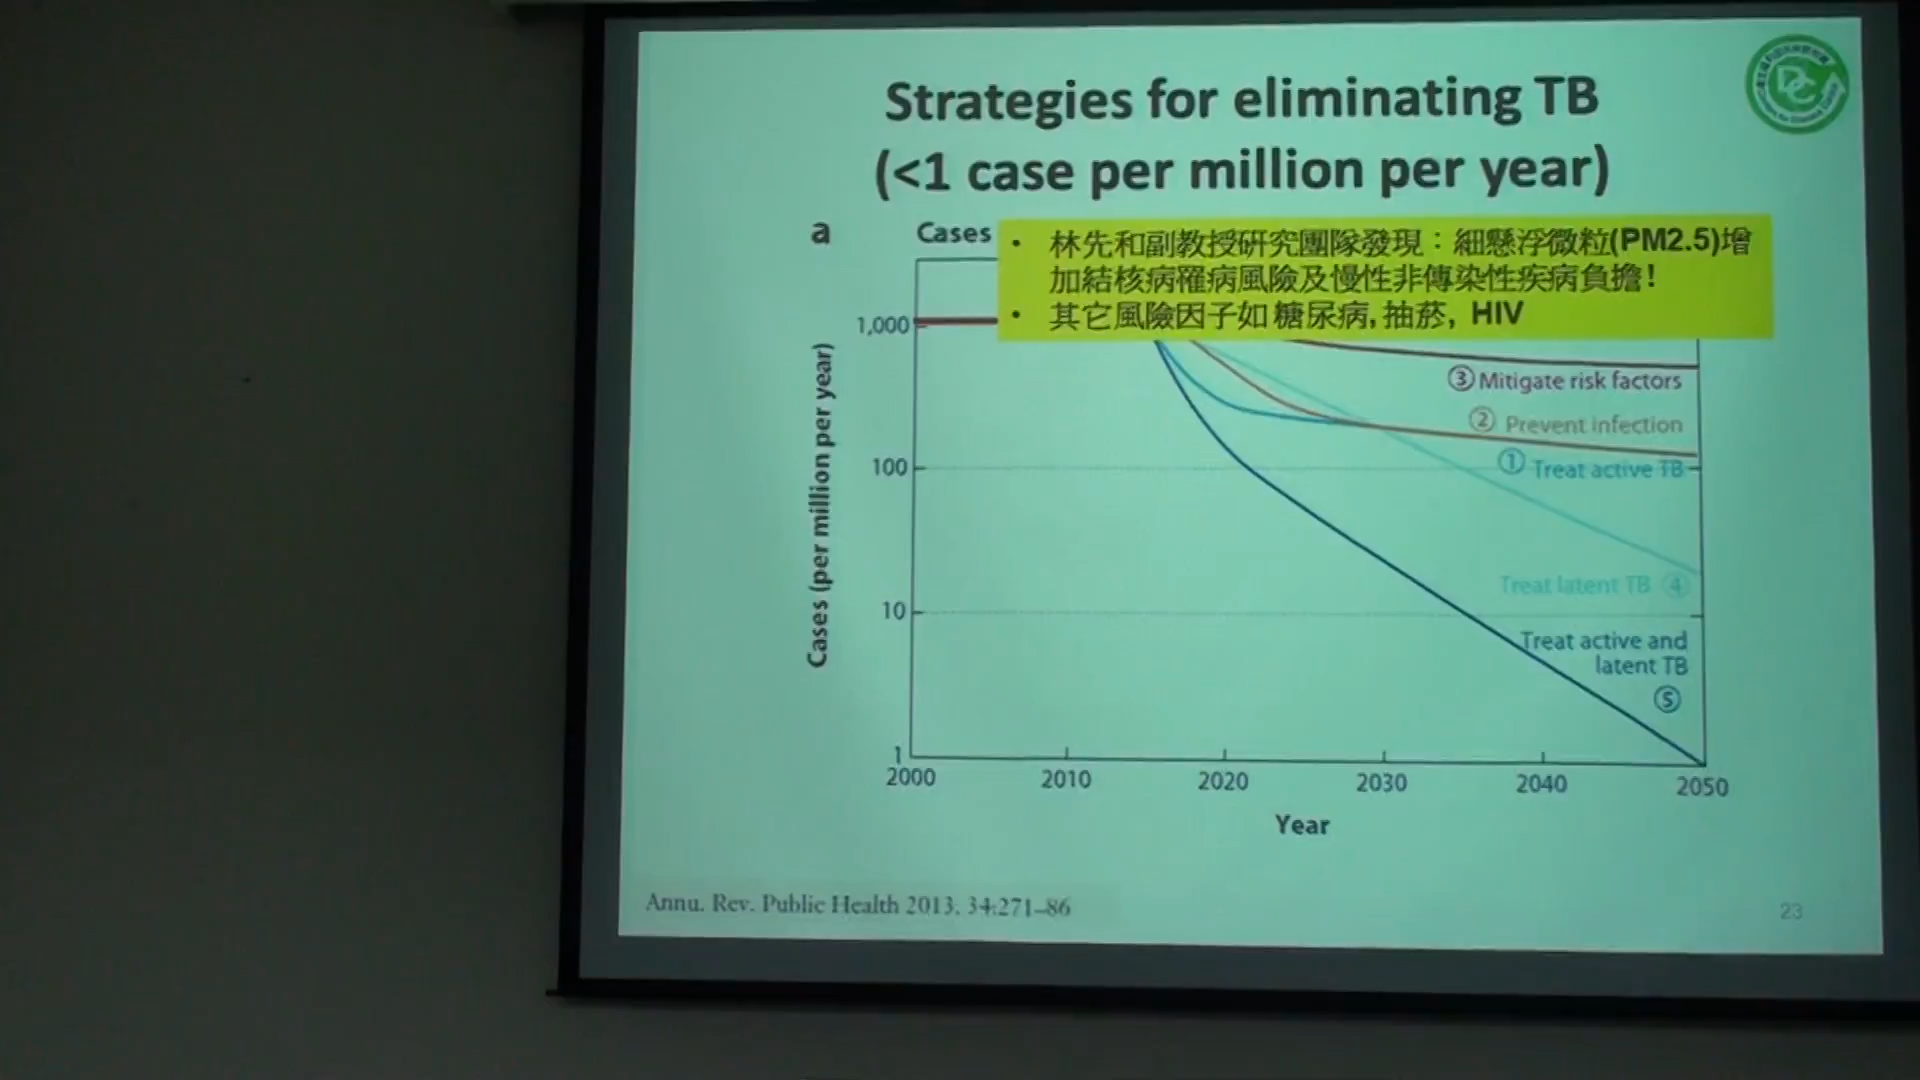 Strategies for eliminating TB
(<1 case per million per year)
a
Cases
• 林先和副教授研究團隊發現：細懸浮微粒(PM2.5)增
加結核病罹病風險及慢性非傳染性疾病負擔！
• 其它風險因子如糖尿病, 抽菸, HIV
Cases (per million per year)
1,000
100
10
1
③ Mitigate risk factors
② Prevent infection
① Treat active TB
Treat latent TB ④
Treat active and
latent TB
⑤
2000 2010 2020 2030 2040 2050
Year
Annu. Rev. Public Health 2013. 34:271–86
23